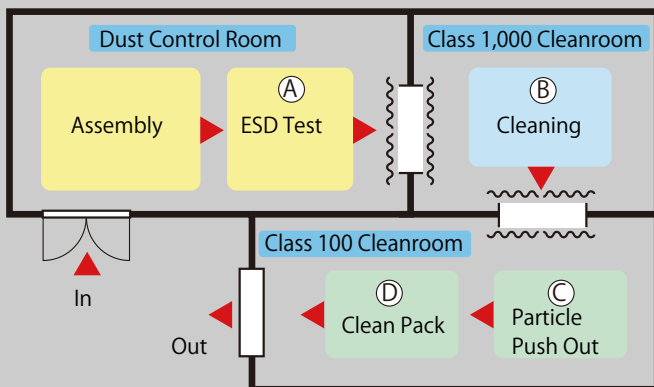 Dust Control Room
Class 1,000 Cleanroom
Assembly
A
ESD Test
B
Cleaning
Class 100 Cleanroom
In
Out
D
Clean Pack
C
Particle
Push Out